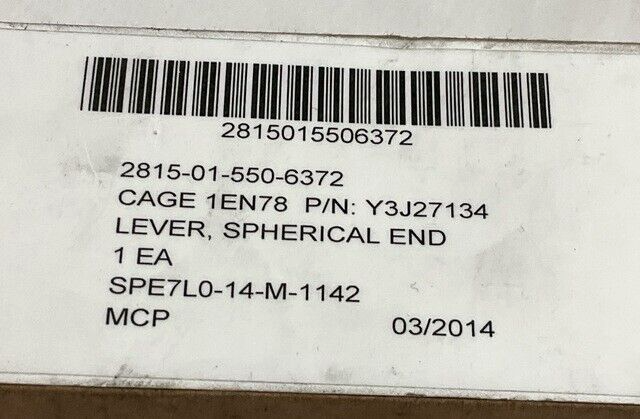 2815015506372
2815-01-550-6372
CAGE 1EN78 P/N: Y3J27134
LEVER, SPHERICAL END
1 EA
SPE7L0-14-M-1142
MCP 03/2014